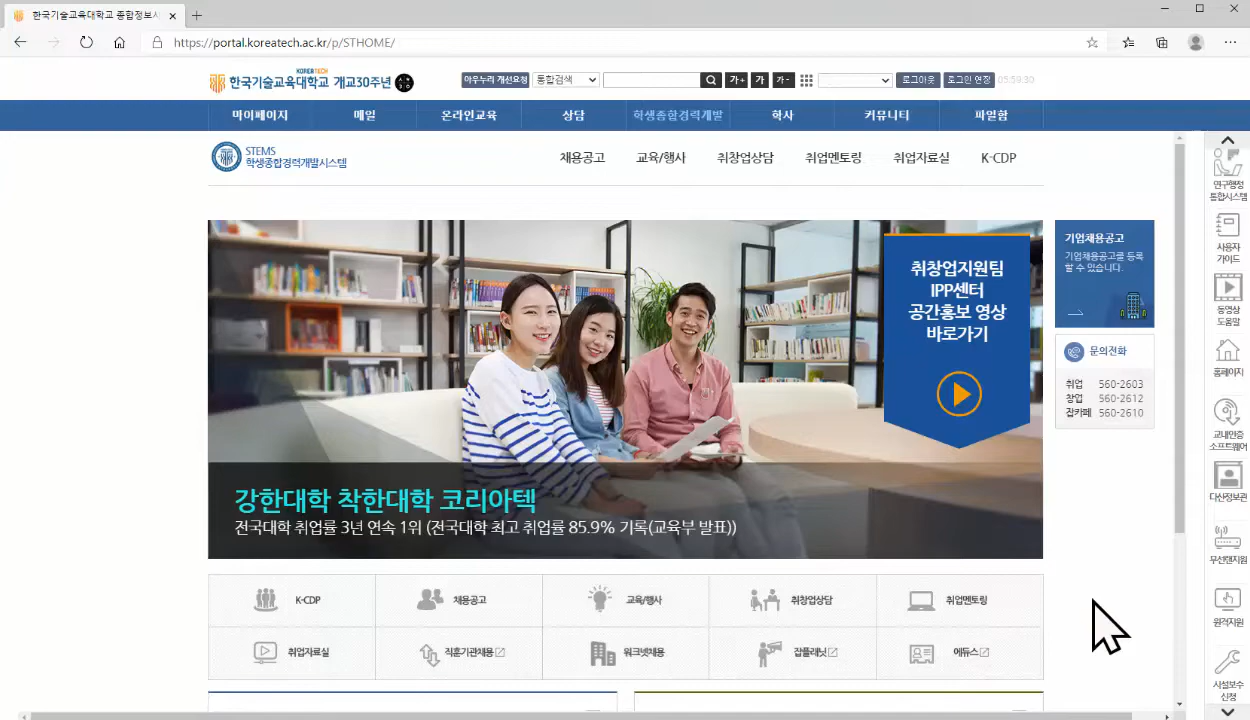 한국기술교육대학교 종합정보시
https://portal.koreatech.ac.kr/p/STHOME/
KOREATECH
한국기술교육대학교 개교30주년
아우누리 개선요청
통합검색
가+
가
가-
로그아웃
로그인 연장
05:59:30
마이페이지
메일
온라인교육
상담
학생종합경력개발
학사
커뮤니티
파일함
STEMS
학생종합경력개발시스템
채용공고
교육/행사
취창업상담
취업멘토링
취업자료실
K-CDP
취창업지원팀
IPP센터
공간홍보 영상
바로가기
강한대학 착한대학 코리아텍
전국대학 취업률 3년 연속 1위 (전국대학 최고 취업률 85.9% 기록(교육부 발표))
기업채용공고
기업채용공고를 등록
할 수 있습니다.
문의전화
취업 560-2603
창업 560-2612
잡카페 560-2610
K-CDP
채용공고
교육/행사
취창업상담
취업멘토링
취업자료실
직훈기관채용
워크넷채용
잡플래닛
에듀스
연구행정
통합시스템
사용자
가이드
동영상
도움말
홈페이지
교내인증
소프트웨어
다산정보관
무선랜지원
원격지원
시설보수
신청